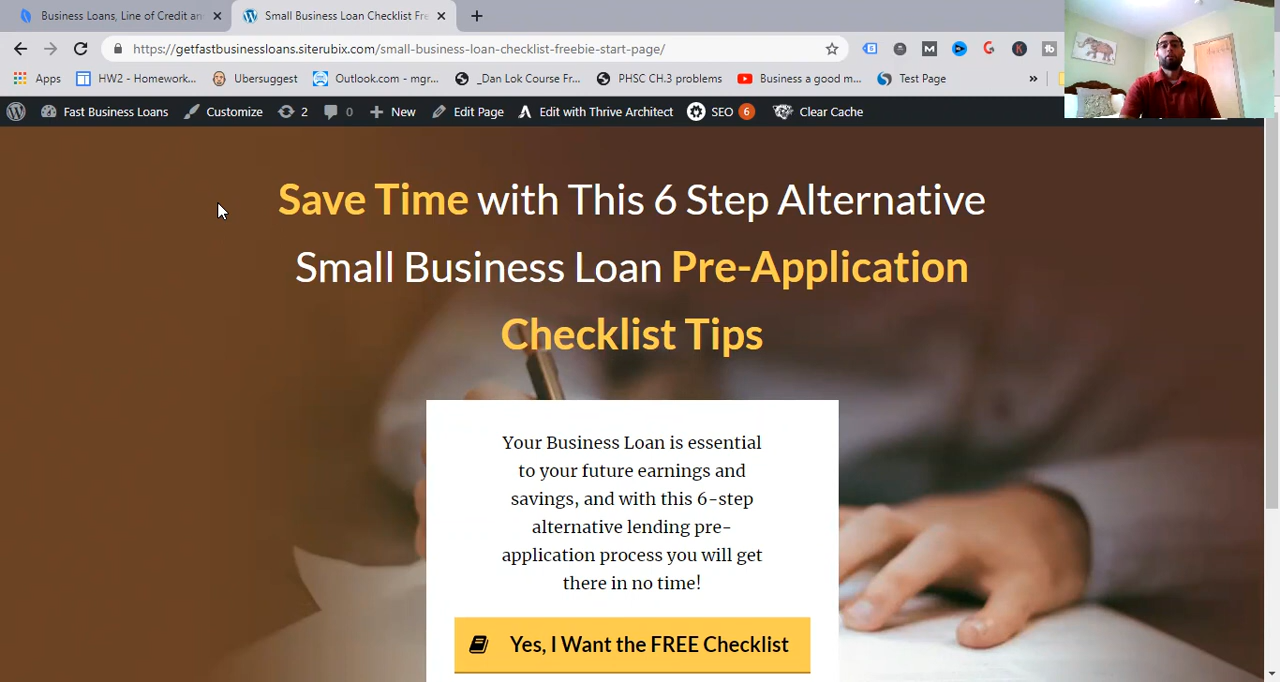 Business Loans, Line of Credit an
Small Business Loan Checklist Fre
https://getfastbusinessloans.siterubix.com/small-business-loan-checklist-freebie-start-page/
Apps
HW2 - Homework...
Ubersuggest
Outlook.com - mgr...
_Dan Lok Course Fr...
PHSC CH.3 problems
Business a good m...
Test Page
»
Fast Business Loans
Customize
2
0
New
Edit Page
Edit with Thrive Architect
SEO 6
Clear Cache
Save Time with This 6 Step Alternative
Small Business Loan Pre-Application
Checklist Tips
Your Business Loan is essential
to your future earnings and
savings, and with this 6-step
alternative lending pre-
application process you will get
there in no time!
Yes, I Want the FREE Checklist